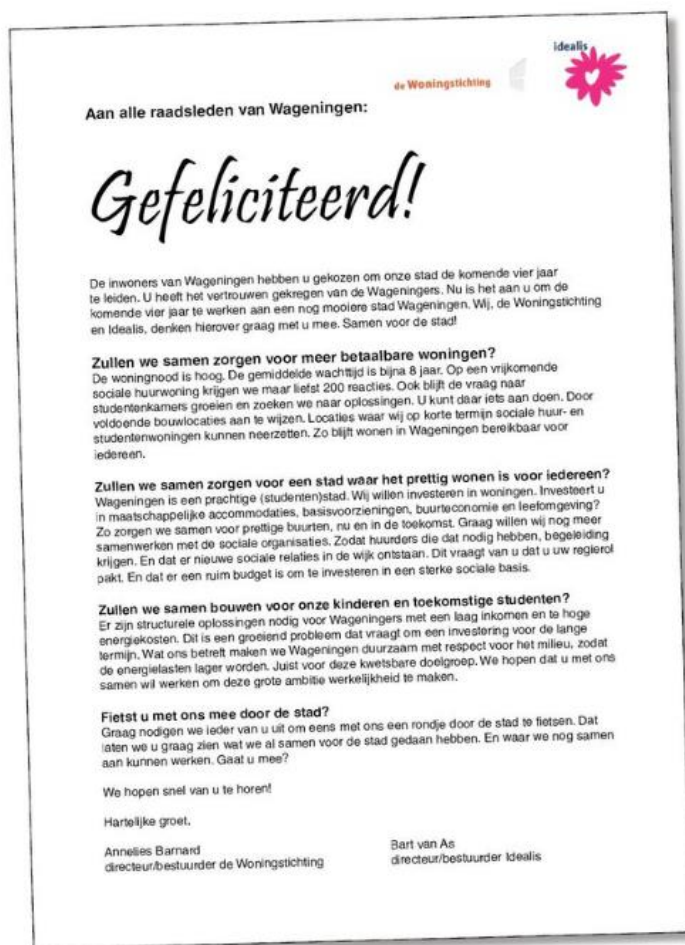 idealis
de Woningstichting
Aan alle raadsleden van Wageningen:
Gefeliciteerd!
De inwoners van Wageningen hebben u gekozen om onze stad de komende vier jaar
te leiden. U heeft het vertrouwen gekregen van de Wageningers. Nu is het aan u om de
komende vier jaar te werken aan een nog mooiere stad Wageningen. Wij, de Woningstichting
en Idealis, denken hierover graag met u mee. Samen voor de stad!
Zullen we samen zorgen voor meer betaalbare woningen?
De woningnood is hoog. De gemiddelde wachttijd is bijna 8 jaar. Op een vrijkomende
sociale huurwoning krijgen we maar liefst 200 reacties. Ook blijft de vraag naar
studentenkamers groeien en zoeken we naar oplossingen. U kunt daar iets aan doen. Door
voldoende bouwlocaties aan te wijzen. Locaties waar wij op korte termijn sociale huur- en
studentenwoningen kunnen neerzetten. Zo blijft wonen in Wageningen bereikbaar voor
iedereen.
Zullen we samen zorgen voor een stad waar het prettig wonen is voor iedereen?
Wageningen is een prachtige (studenten)stad. Wij willen investeren in woningen. Investeert u
in maatschappelijke accommodaties, basisvoorzieningen, buurteconomie en leefomgeving?
Zo zorgen we samen voor prettige buurten, nu en in de toekomst. Graag willen wij nog meer
samenwerken met de sociale organisaties. Zodat huurders die dat nodig hebben, begeleiding
krijgen. En dat er nieuwe sociale relaties in de wijk ontstaan. Dit vraagt van u dat u uw regierol
pakt. En dat er een ruim budget is om te investeren in een sterke sociale basis.
Zullen we samen bouwen voor onze kinderen en toekomstige studenten?
Er zijn structurele oplossingen nodig voor Wageningers met een laag inkomen en te hoge
energiekosten. Dit is een groeiend probleem dat vraagt om een investering voor de lange
termijn. Wat ons betreft maken we Wageningen duurzaam met respect voor het milieu, zodat
de energielasten lager worden. Juist voor deze kwetsbare doelgroep. We hopen dat u met ons
samen wil werken om deze grote ambitie werkelijkheid te maken.
Fietst u met ons mee door de stad?
Graag nodigen we ieder van u uit om eens met ons een rondje door de stad te fietsen. Dat
laten we u graag zien wat we al samen voor de stad gedaan hebben. En waar we nog samen
aan kunnen werken. Gaat u mee?
We hopen snel van u te horen!
Hartelijke groet,
Annelies Barnard
directeur/bestuurder de Woningstichting
Bart van As
directeur/bestuurder Idealis